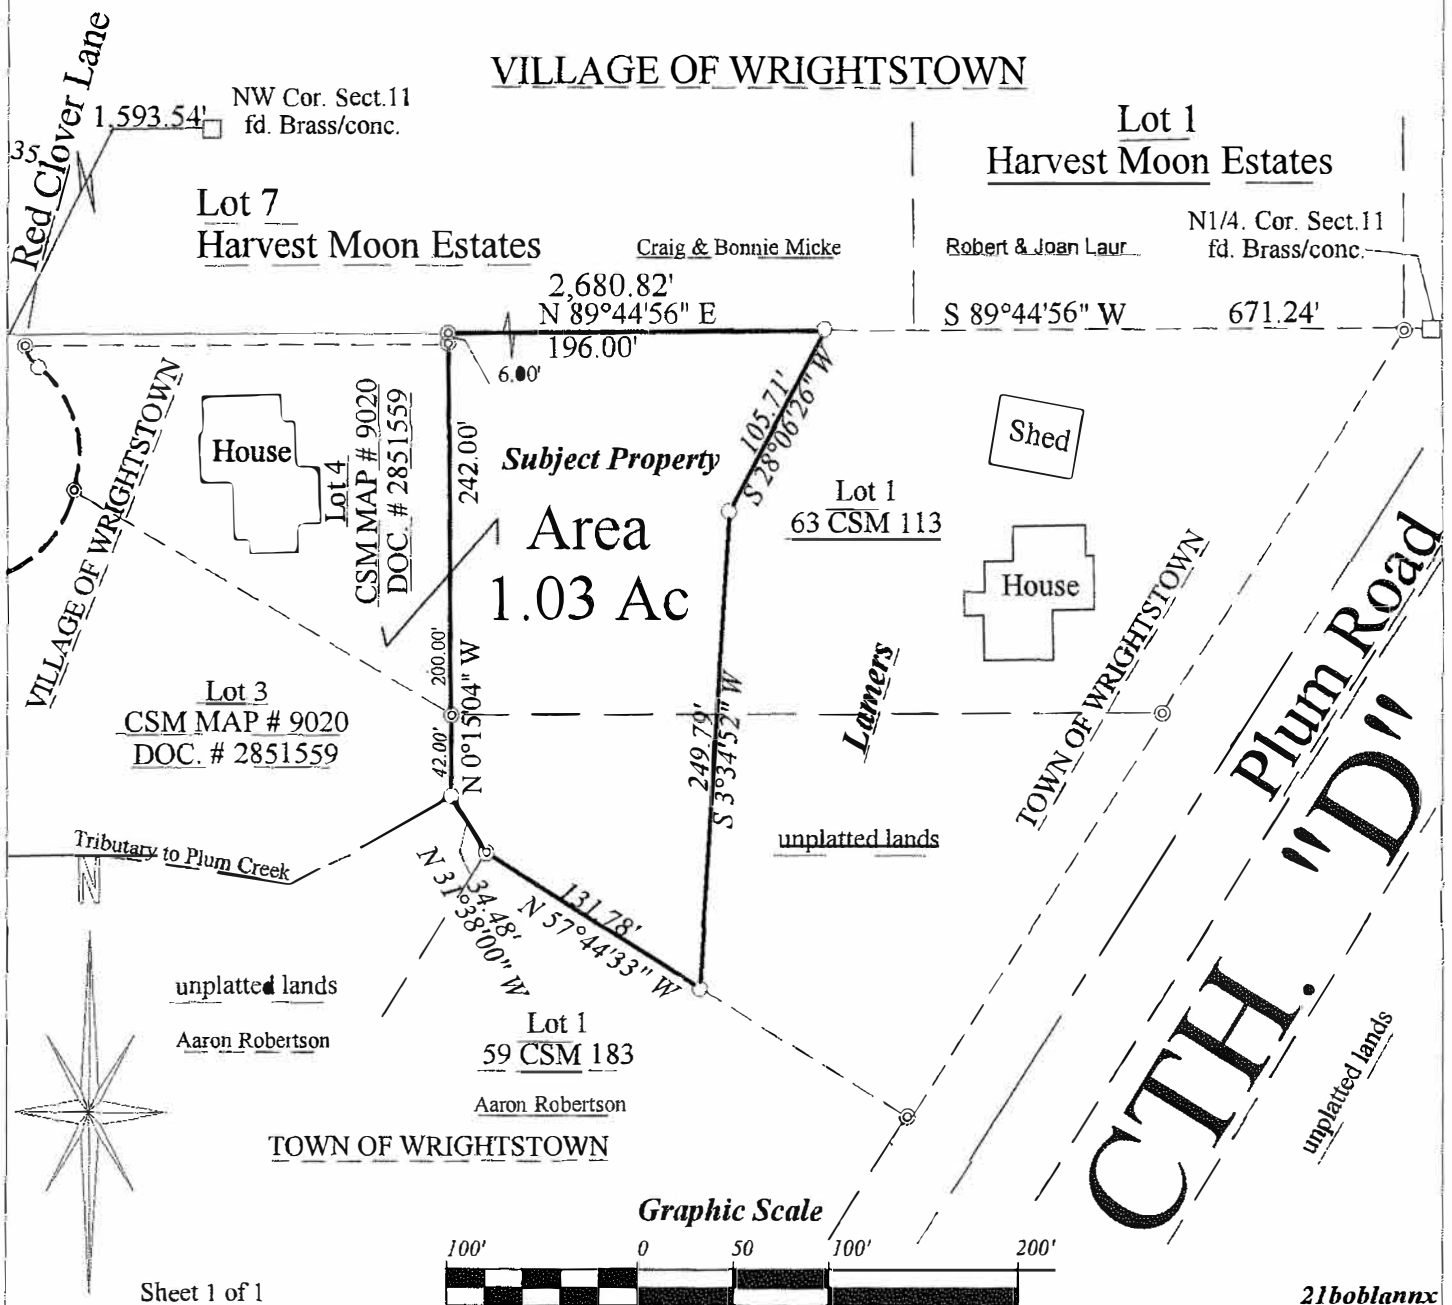 VILLAGE OF WRIGHTSTOWN
Red Clover Lane
1,593.54'
NW Cor. Sect.11
fd. Brass/conc.
35
Lot 7
Harvest Moon Estates
Craig & Bonnie Micke
Lot 1
Harvest Moon Estates
Robert & Joan Laur
N1/4. Cor. Sect.11
fd. Brass/conc.
2,680.82'
N 89°44'56" E
196.00'
S 89°44'56" W
671.24'
6.00'
VILLAGE OF WRIGHTSTOWN
House
Lot 4
CSM MAP # 9020
DOC. # 2851559
242.00'
Subject Property
Area
1.03 Ac
105.71'
S 28°06'26" W
Lot 1
63 CSM 113
Shed
House
200.00'
N 0°15'04" W
42.00'
Lot 3
CSM MAP # 9020
DOC. # 2851559
249.79'
S 3°34'52" W
Lamers
TOWN OF WRIGHTSTOWN
Plum Road
CTH. "D"
unplatted lands
Tributary to Plum Creek
N
N 31°38'00" W
34.48'
131.78'
N 57°44'33" W
unplatted lands
Aaron Robertson
Lot 1
59 CSM 183
Aaron Robertson
TOWN OF WRIGHTSTOWN
unplatted lands
Graphic Scale
100' 0 50 100' 200'
Sheet 1 of 1
21boblannx